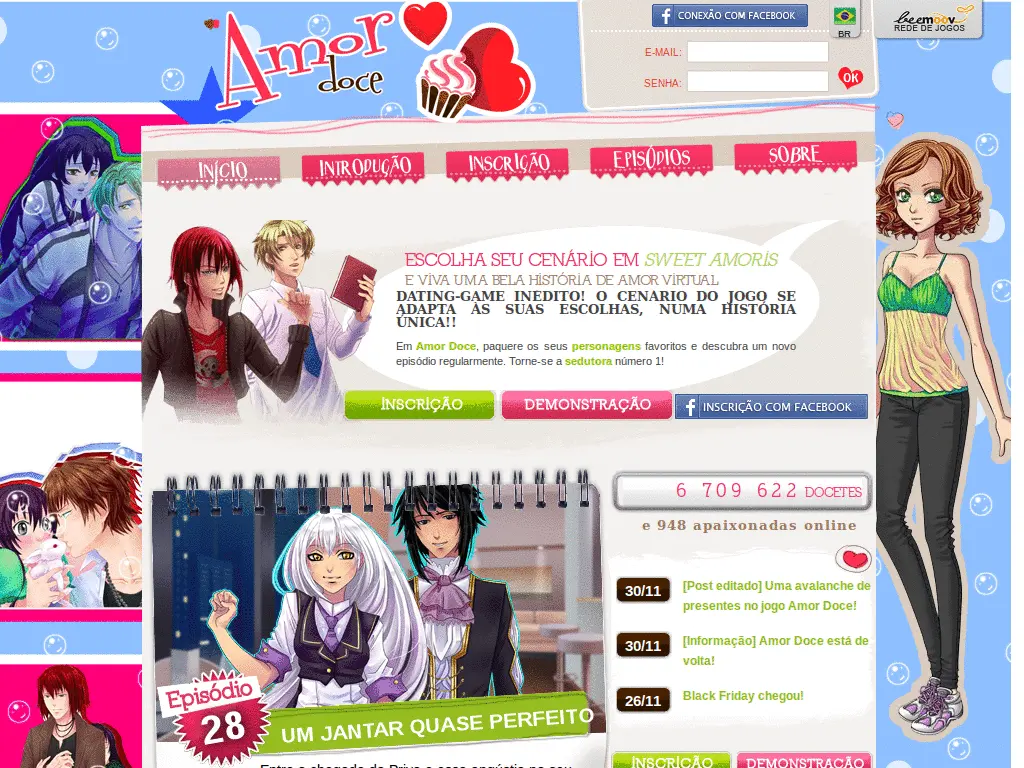 Amor
doce
CONEXÃO COM FACEBOOK
BR
beemoov
REDE DE JOGOS
E-MAIL:
SENHA:
OK
INÍCIO
INTRODUÇÃO
INSCRIÇÃO
EPISÓDIOS
SOBRE
ESCOLHA SEU CENÁRIO EM SWEET AMORIS
E VIVA UMA BELA HISTÓRIA DE AMOR VIRTUAL
DATING-GAME INEDITO! O CENARIO DO JOGO SE
ADAPTA ÀS SUAS ESCOLHAS, NUMA HISTÓRIA
ÚNICA!!
Em Amor Doce, paquere os seus personagens favoritos e descubra um novo
episódio regularmente. Torne-se a sedutora número 1!
INSCRIÇÃO
DEMONSTRAÇÃO
INSCRIÇÃO COM FACEBOOK
6 709 622 DOCETES
e 948 apaixonadas online
30/11
[Post editado] Uma avalanche de
presentes no jogo Amor Doce!
30/11
[Informação] Amor Doce está de
volta!
26/11
Black Friday chegou!
Episódio
28
UM JANTAR QUASE PERFEITO
INSCRIÇÃO
DEMONSTRAÇÃO